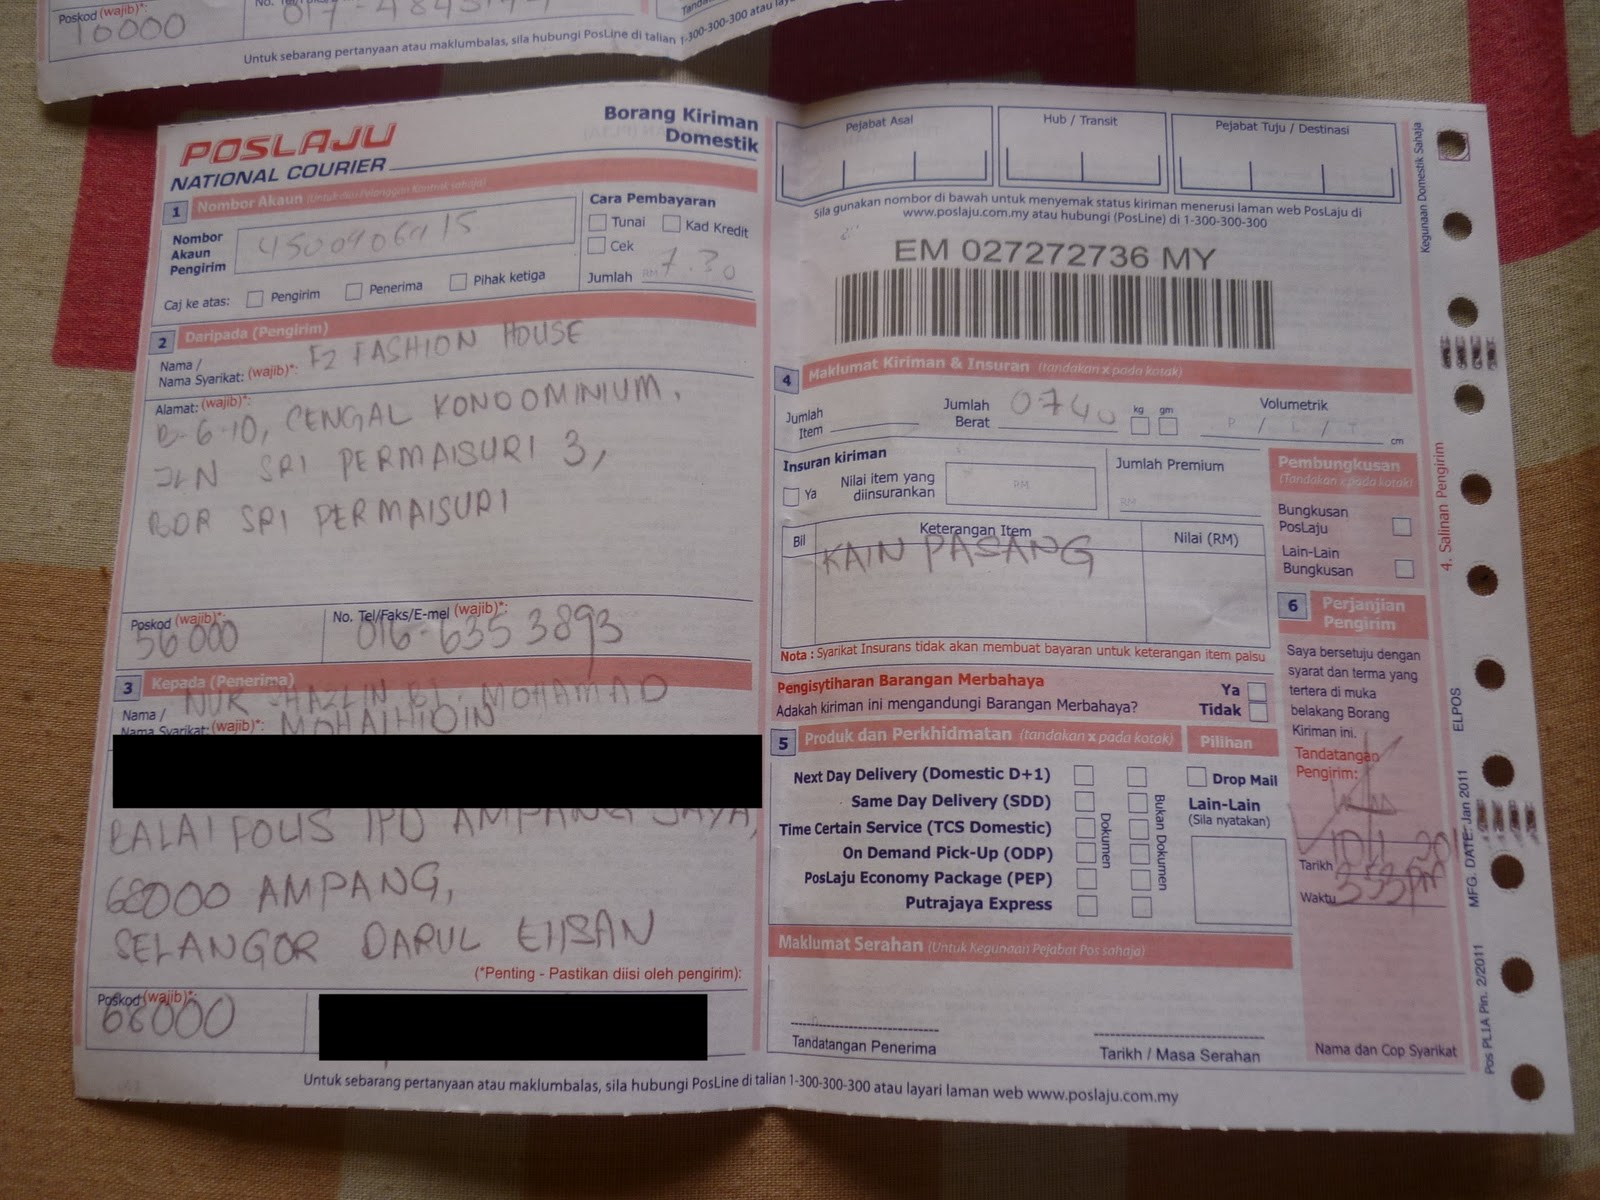 Poskod (wajib)*:
10000
Untuk sebarang pertanyaan atau maklumbalas, sila hubungi PosLine di talian 1-300-300-300 atau
POSLAJU
NATIONAL COURIER
Borang Kiriman
Domestik
1 Nombor Akaun (Untuk diisi Pelanggan Kontrak sahaja)
Nombor
Akaun
Pengirim
Caj ke atas: Pengirim Penerima Pihak ketiga
Cara Pembayaran
Tunai Kad Kredit
Cek
Jumlah RM 7.30
2 Daripada (Pengirim)
Nama /
Nama Syarikat: (wajib)*: F2 FASHION HOUSE
Alamat: (wajib)*:
B-6-10, CENGAL KONDOMINIUM,
JLN SRI PERMAISURI 3,
BDR SRI PERMAISURI
Poskod (wajib)*:
56000
No. Tel/Faks/E-mel (wajib)*:
016-635 3893
3 Kepada (Penerima)
Nama /
Nama Syarikat: (wajib)*:
NUR SHAZLIN BT. MOHAMAD
MOHAIHIDIN
BALAI POLIS IPD AMPANG JAYA,
68000 AMPANG,
SELANGOR DARUL EHSAN
(*Penting - Pastikan diisi oleh pengirim):
Poskod (wajib)*:
68000
Pejabat Asal
Hub / Transit
Pejabat Tuju / Destinasi
Sila gunakan nombor di bawah untuk menyemak status kiriman menerusi laman web PosLaju di
www.poslaju.com.my atau hubungi (PosLine) di 1-300-300-300
EM 027272736 MY
4 Maklumat Kiriman & Insuran (tandakan x pada kotak)
Jumlah
Item
Jumlah
Berat
0740
kg gm
Volumetrik
P / L / T cm
Insuran kiriman
Ya
Nilai item yang
diinsurankan
RM
Jumlah Premium
RM
Bil Keterangan Item Nilai (RM)
KAIN PASANG
Nota : Syarikat Insurans tidak akan membuat bayaran untuk keterangan item palsu
Pembungkusan
(Tandakan x pada kotak)
Bungkusan
PosLaju
Lain-Lain
Bungkusan
Pengisytiharan Barangan Merbahaya
Adakah kiriman ini mengandungi Barangan Merbahaya?
Ya
Tidak
5 Produk dan Perkhidmatan (tandakan x pada kotak)
Pilihan
Next Day Delivery (Domestic D+1)
Same Day Delivery (SDD)
Time Certain Service (TCS Domestic)
On Demand Pick-Up (ODP)
PosLaju Economy Package (PEP)
Putrajaya Express
Dokumen
Bukan Dokumen
Drop Mail
Lain-Lain
(Sila nyatakan)
Maklumat Serahan (Untuk Kegunaan Pejabat Pos sahaja)
Tandatangan Penerima
Tarikh / Masa Serahan
6 Perjanjian
Pengirim
Saya bersetuju dengan
syarat dan terma yang
tertera di muka
belakang Borang
Kiriman ini.
Tandatangan
Pengirim:
Tarikh
Waktu 353pm
Nama dan Cop Syarikat
Kegunaan Domestik Sahaja
4. Salinan Pengirim
ELPOS
MFG. DATE: Jan 2011
Pos PL1A Pin. 2/2011
Untuk sebarang pertanyaan atau maklumbalas, sila hubungi PosLine di talian 1-300-300-300 atau layari laman web www.poslaju.com.my